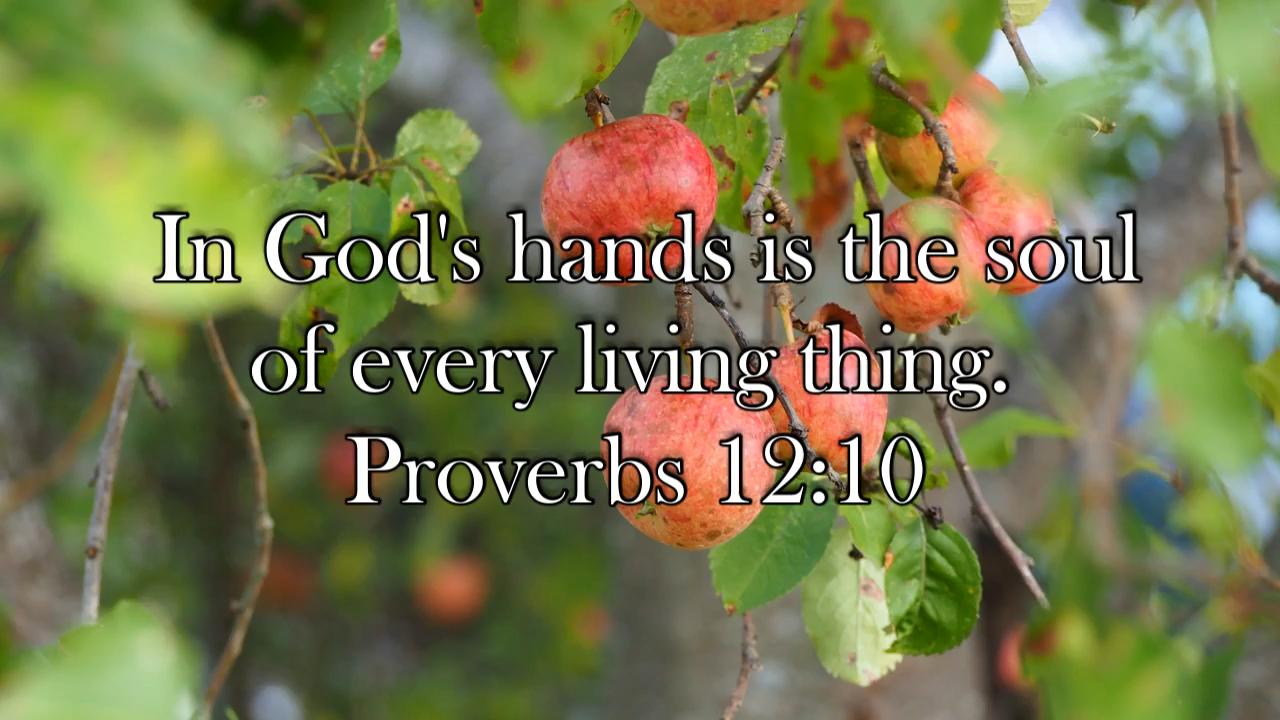 In God's hands is the soul
of every living thing.
Proverbs 12:10